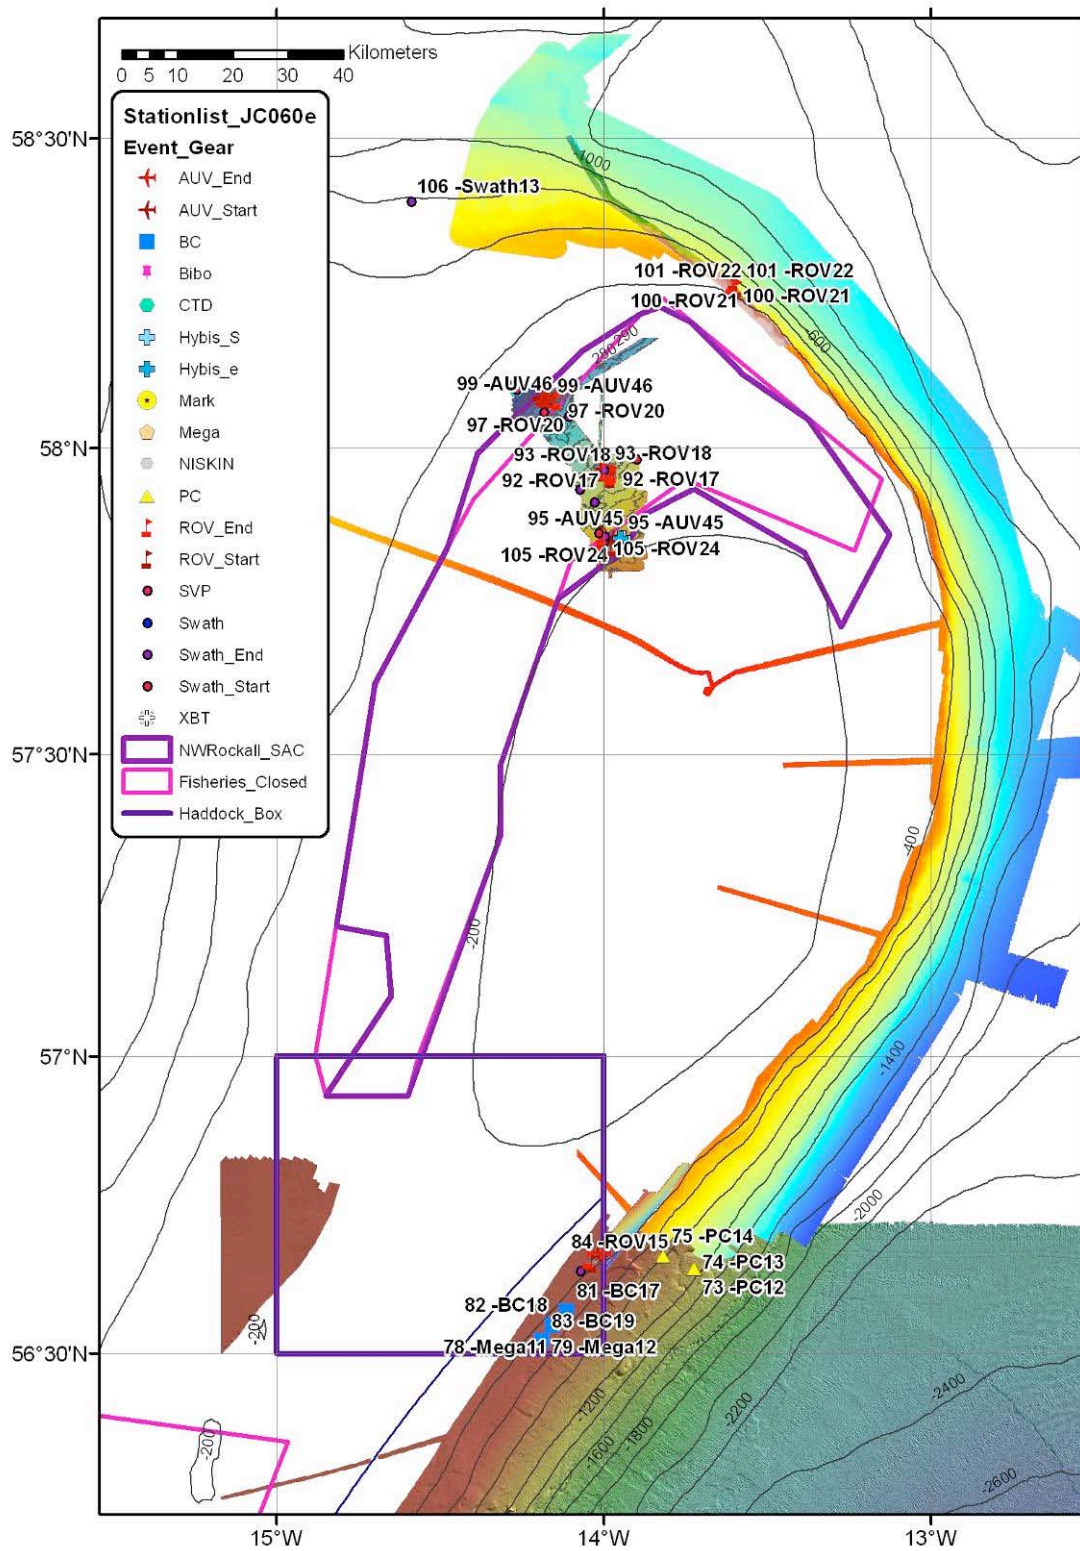 Kilometers
0 5 10 20 30 40
Stationlist_JC060e
Event_Gear
AUV_End
AUV_Start
BC
Bibo
CTD
Hybis_S
Hybis_e
Mark
Mega
NISKIN
PC
ROV_End
ROV_Start
SVP
Swath
Swath_End
Swath_Start
XBT
NWRockall_SAC
Fisheries_Closed
Haddock_Box
58°30'N
58°N
57°30'N
57°N
56°30'N
15°W
14°W
13°W
-1000
106 -Swath13
101 -ROV22
101 -ROV22
100 -ROV21
100 -ROV21
-600
290
99 -AUV46
99 -AUV46
97 -ROV20
97 -ROV20
93 -ROV18
93 -ROV18
92 -ROV17
92 -ROV17
95 -AUV45
95 -AUV45
105 -ROV24
105 -ROV24
-400
-200
-1400
-2000
84 -ROV15
75 -PC14
74 -PC13
73 -PC12
81 -BC17
82 -BC18
83 -BC19
78 -Mega11
79 -Mega12
-200
-1200
-1600
-1800
-2200
-2400
-2600
-200